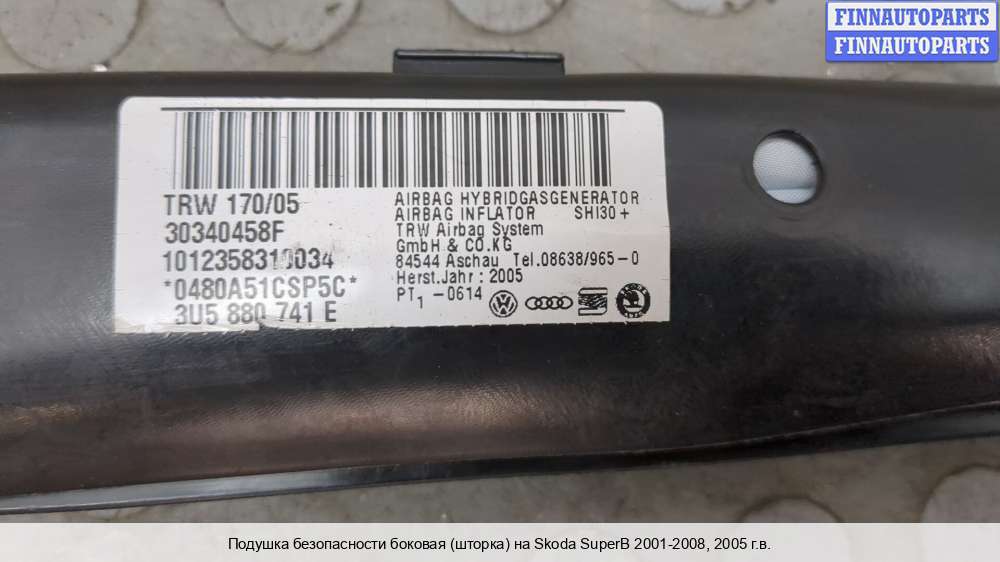 FINNAUTOPARTS
FINNAUTOPARTS
TRW 170/05
30340458F
1012358310034
*0480A51CSP5C*
3U5 880 741 E
AIRBAG HYBRIDGASGENERATOR
AIRBAG INFLATOR SHI30+
TRW Airbag System
GmbH & CO.KG
84544 Aschau Tel.08638/965-0
Herst.Jahr : 2005
PT1 -0614
Подушка безопасности боковая (шторка) на Skoda SuperB 2001-2008, 2005 г.в.